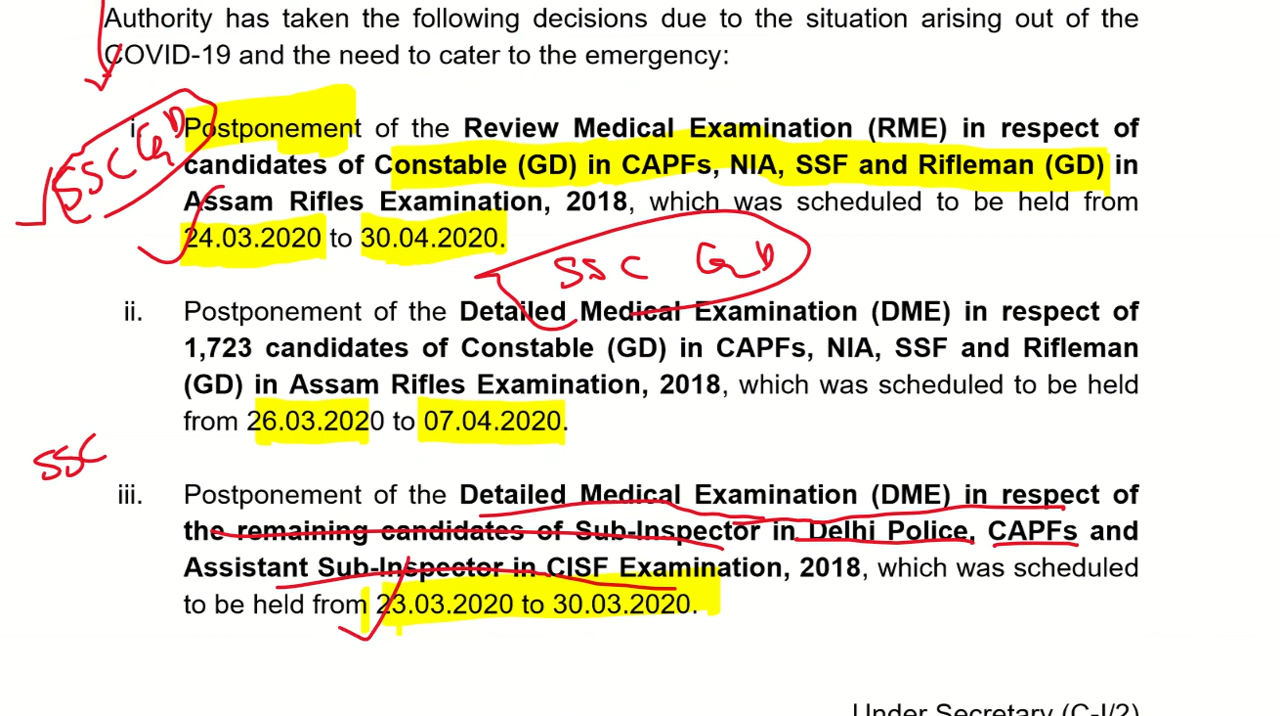 Authority has taken the following decisions due to the situation arising out of the
COVID-19 and the need to cater to the emergency:
i. Postponement of the Review Medical Examination (RME) in respect of
SSC GD
candidates of Constable (GD) in CAPFs, NIA, SSF and Rifleman (GD) in
Assam Rifles Examination, 2018, which was scheduled to be held from
24.03.2020 to 30.04.2020.
SSC GD
ii. Postponement of the Detailed Medical Examination (DME) in respect of
1,723 candidates of Constable (GD) in CAPFs, NIA, SSF and Rifleman
(GD) in Assam Rifles Examination, 2018, which was scheduled to be held
from 26.03.2020 to 07.04.2020.
SSC
iii. Postponement of the Detailed Medical Examination (DME) in respect of
the remaining candidates of Sub-Inspector in Delhi Police, CAPFs and
Assistant Sub-Inspector in CISF Examination, 2018, which was scheduled
to be held from 23.03.2020 to 30.03.2020.
Under Secretary (C-I/2)